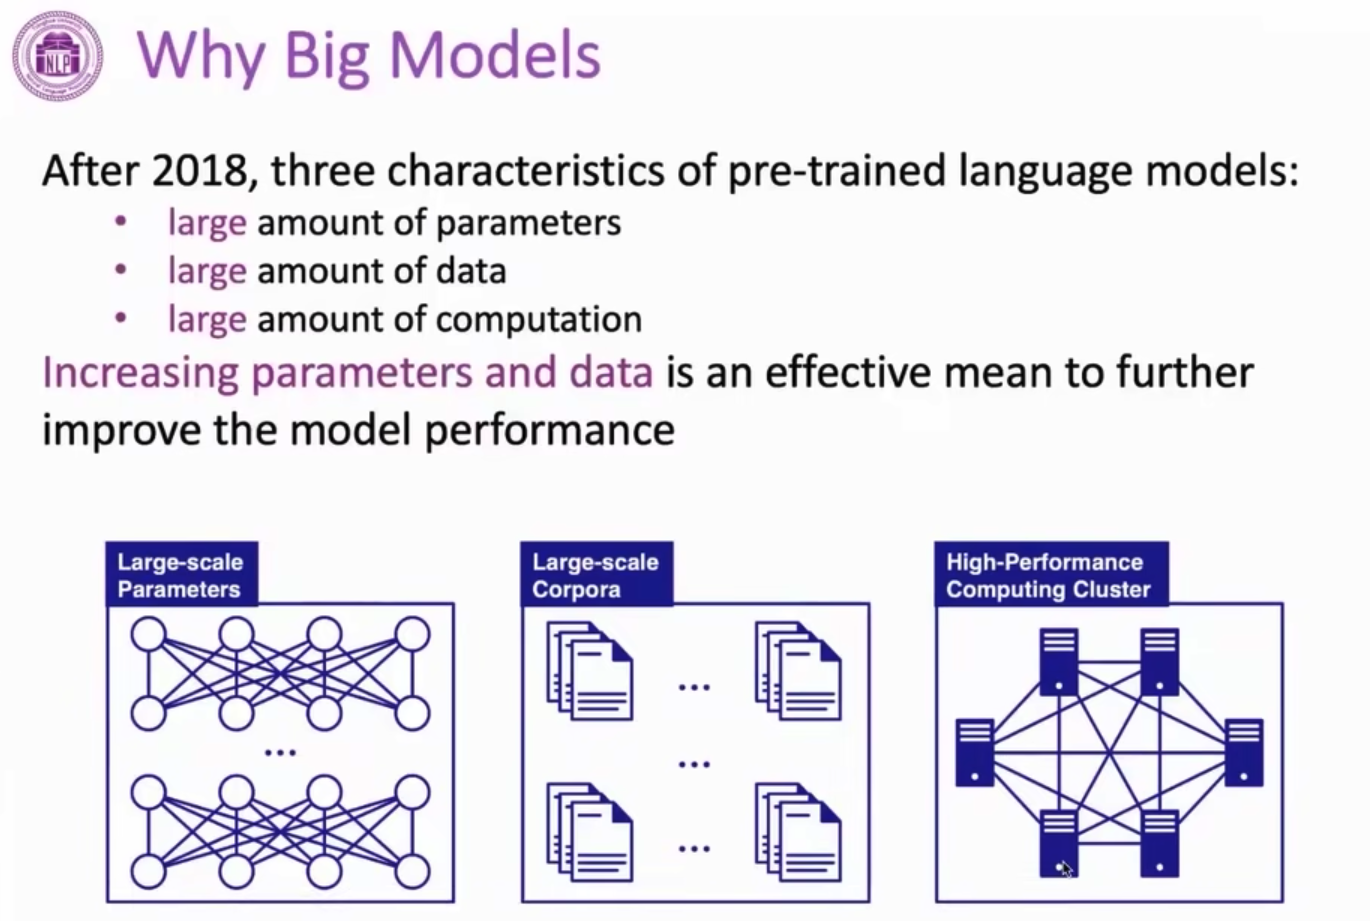 Why Big Models
NLP
After 2018, three characteristics of pre-trained language models:
• large amount of parameters
• large amount of data
• large amount of computation
Increasing parameters and data is an effective mean to further
improve the model performance
Large-scale
Parameters
...
Large-scale
Corpora
...
...
...
High-Performance
Computing Cluster